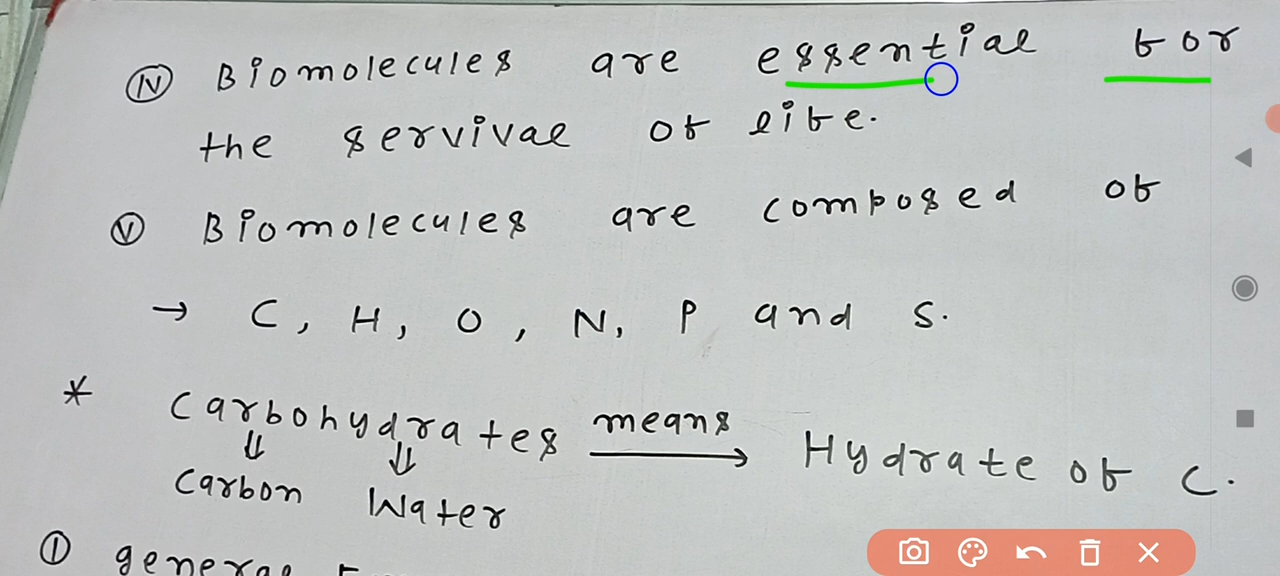 (IV) Biomolecules are essential for
the servival of life.
(V) Biomolecules are composed of
→ C, H, O, N, P and S.
* Carbohydrates means → Hydrate of C.
⇓ ⇓
Carbon Water
(1) general